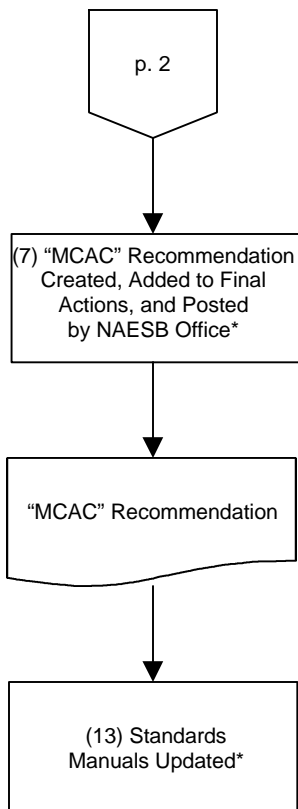 p. 2
(7) “MCAC” Recommendation
Created, Added to Final
Actions, and Posted
by NAESB Office*
“MCAC” Recommendation
(13) Standards
Manuals Updated*